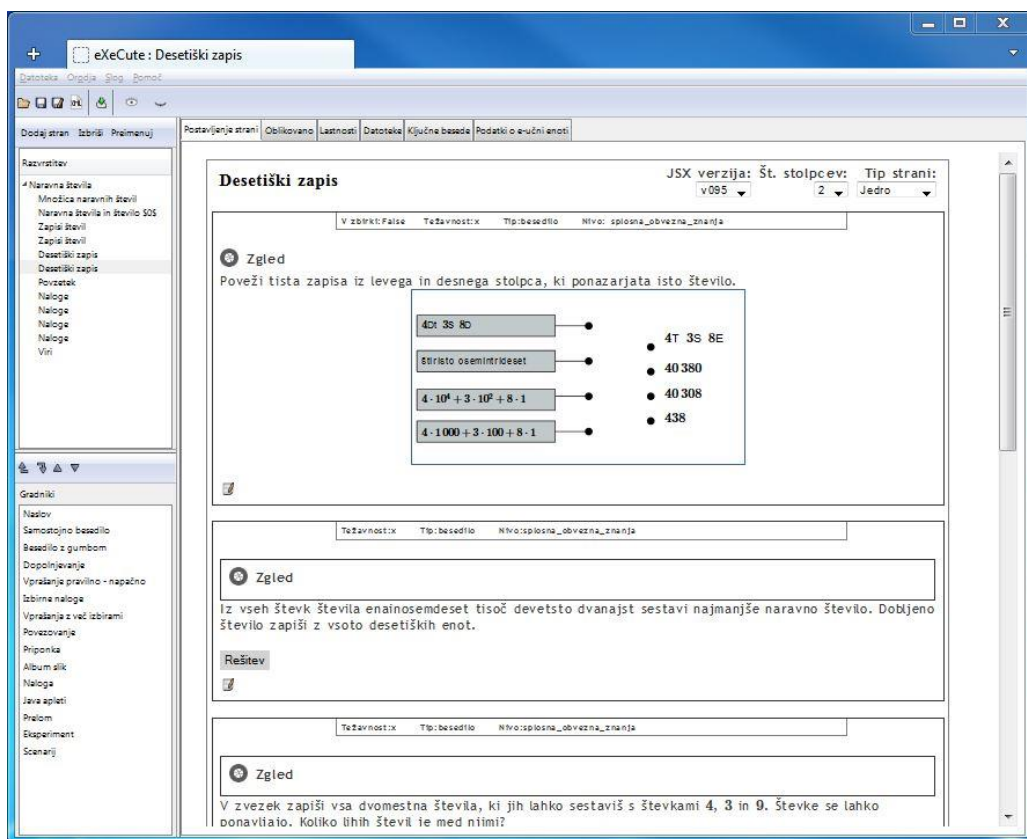 eXeCute : Desetiški zapis
Datoteka Orodja Slog Pomoč
Dodaj stran Izbriši Preimenuj
Razvrstitev
Naravna števila
Množica naravnih števil
Naravna števila in število $0$
Zapisi števil
Zapisi števil
Desetiški zapis
Desetiški zapis
Povzetek
Naloge
Naloge
Naloge
Naloge
Viri
Gradniki
Naslov
Samostojno besedilo
Besedilo z gumbom
Dopolnjevanje
Vprašanje pravilno - napačno
Izbirne naloge
Vprašanja z več izbirami
Povezovanje
Priponka
Album slik
Naloga
Java apleti
Prelom
Eksperiment
Scenarij
Postavljanje strani Oblikovano Lastnosti Datoteke Ključne besede Podatki o e-učni enoti
Desetiški zapis
JSX verzija: Št. stolpcev: Tip strani:
v095 2 Jedro
V zbirki:False Težavnost:x Tip:besedilo Nivo: splosna_obvezna_znanja
Zgled
Poveži tista zapisa iz levega in desnega stolpca, ki ponazarjata isto število.
4Dt 3S 8D
štiristo osemintrideset
4 · 10⁴ + 3 · 10² + 8 · 1
4 · 1 000 + 3 · 100 + 8 · 1
4T 3S 8E
40 380
40 308
438
Težavnost:x Tip:besedilo Nivo:splosna_obvezna_znanja
Zgled
Iz vseh števk števila enainosemdeset tisoč devetsto dvanajst sestavi najmanjše naravno število. Dobljeno
število zapiši z vsoto desetiških enot.
Rešitev
Težavnost:x Tip:besedilo Nivo:splosna_obvezna_znanja
Zgled
V zvezek zapiši vsa dvomestna števila, ki jih lahko sestaviš s števkami 4, 3 in 9. Števke se lahko
ponavljajo. Koliko lihih števil je med njimi?